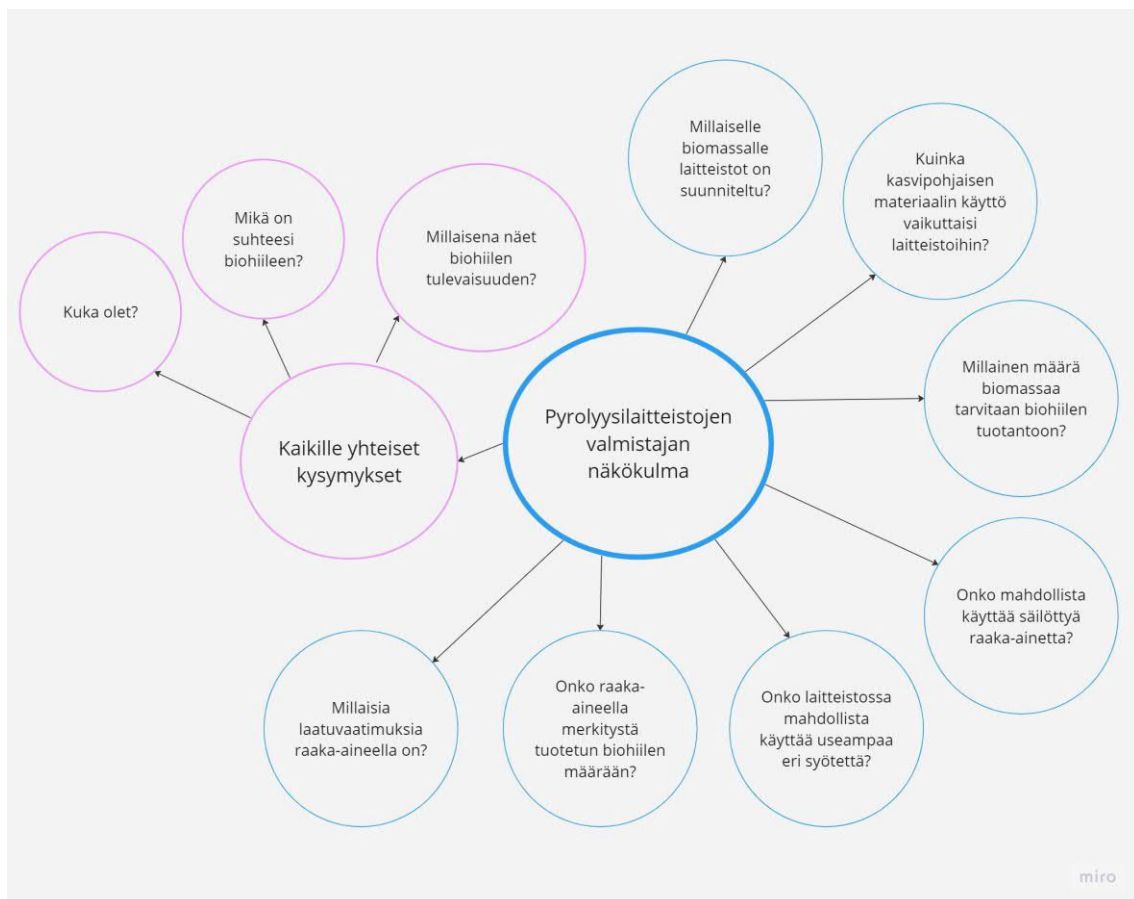 Millaiselle
biomassalle
laitteistot on
suunniteltu?
Kuinka
kasvipohjaisen
materiaalin käyttö
vaikuttaisi
laitteistoihin?
Mikä on
suhteesi
biohiileen?
Millaisena näet
biohiilen
tulevaisuuden?
Kuka olet?
Millainen määrä
biomassaa
tarvitaan biohiilen
tuotantoon?
Pyrolyysilaitteistojen
valmistajan
näkökulma
Kaikille yhteiset
kysymykset
Onko mahdollista
käyttää säilöttyä
raaka-ainetta?
Millaisia
laatuvaatimuksia
raaka-aineella on?
Onko raaka-
aineella
merkitystä
tuotetun biohiilen
määrään?
Onko laitteistossa
mahdollista
käyttää useampaa
eri syötettä?
miro